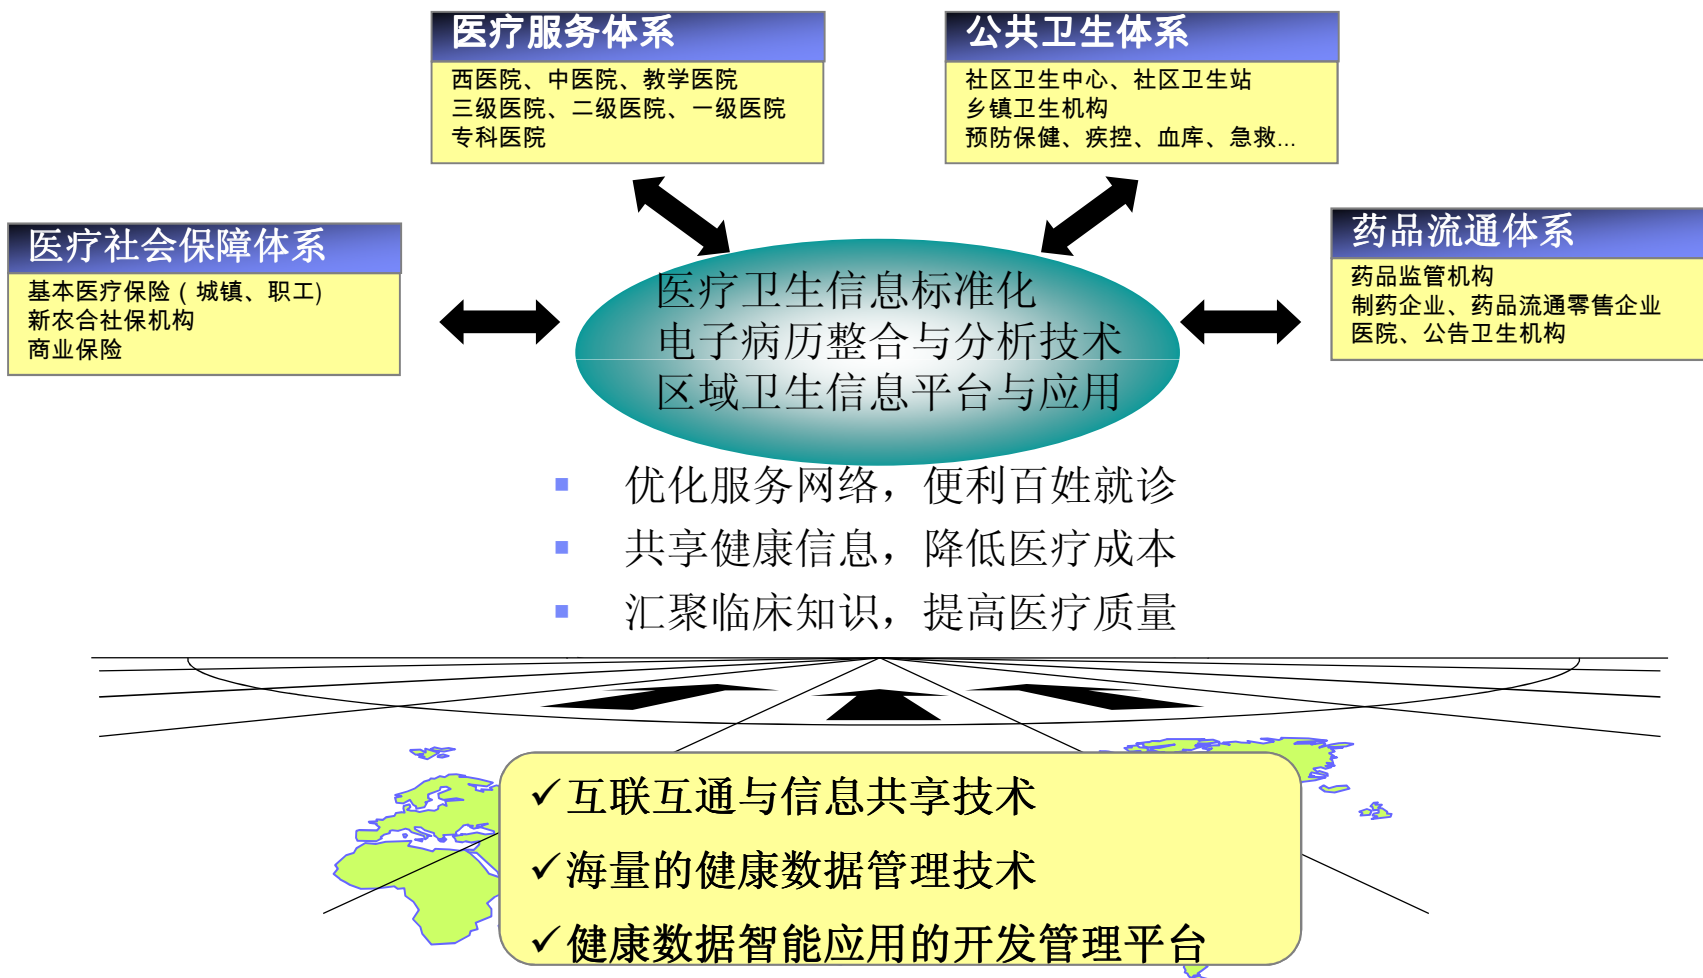 医疗服务体系
西医院、中医院、教学医院
三级医院、二级医院、一级医院
专科医院
公共卫生体系
社区卫生中心、社区卫生站
乡镇卫生机构
预防保健、疾控、血库、急救...
医疗社会保障体系
基本医疗保险（城镇、职工)
新农合社保机构
商业保险
药品流通体系
药品监管机构
制药企业、药品流通零售企业
医院、公告卫生机构
医疗卫生信息标准化
电子病历整合与分析技术
区域卫生信息平台与应用
▪ 优化服务网络，便利百姓就诊
▪ 共享健康信息，降低医疗成本
▪ 汇聚临床知识，提高医疗质量
✓互联互通与信息共享技术
✓海量的健康数据管理技术
✓健康数据智能应用的开发管理平台